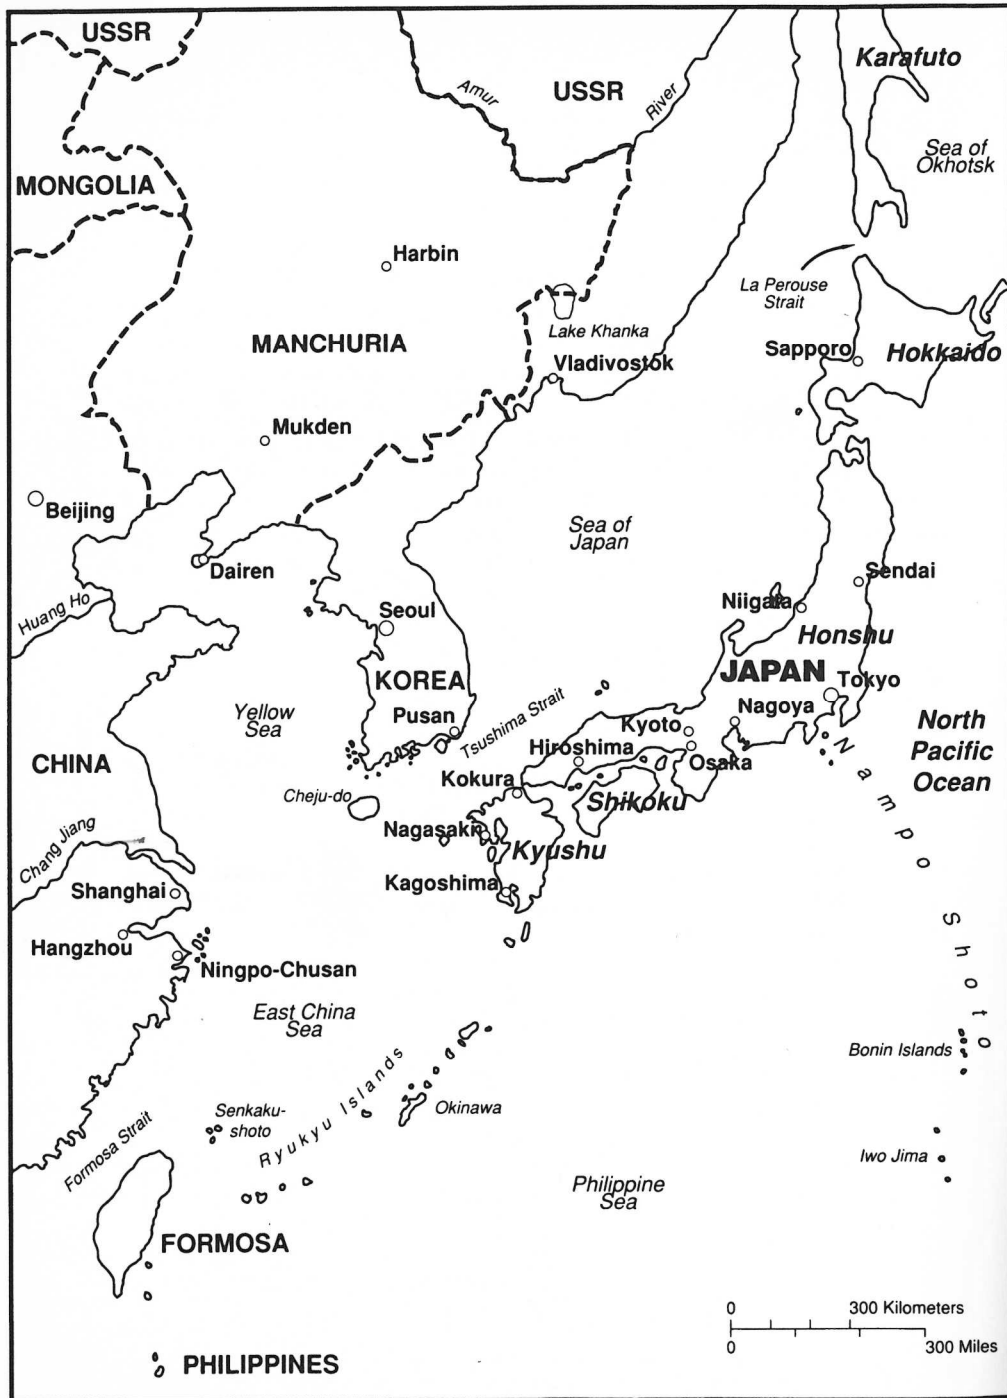 USSR
Karafuto
Amur
USSR
River
Sea of
Okhotsk
MONGOLIA
Harbin
La Perouse
Strait
Lake Khanka
MANCHURIA
Sapporo
Hokkaido
Vladivostok
Mukden
Beijing
Sea of
Japan
Dairen
Sendai
Huang Ho
Seoul
Niigata
Honshu
KOREA
JAPAN
Tokyo
Yellow
Sea
Pusan
Tsushima Strait
Kyoto
Nagoya
North
Pacific
Ocean
CHINA
Hiroshima
Osaka
Nampo Shoto
Kokura
Cheju-do
Shikoku
Nagasaki
Kyushu
Chang Jiang
Shanghai
Kagoshima
Hangzhou
Ningpo-Chusan
East China
Sea
Bonin Islands
Ryukyu Islands
Okinawa
Senkaku-
shoto
Formosa Strait
Iwo Jima
Philippine
Sea
FORMOSA
0 300 Kilometers
0 300 Miles
PHILIPPINES